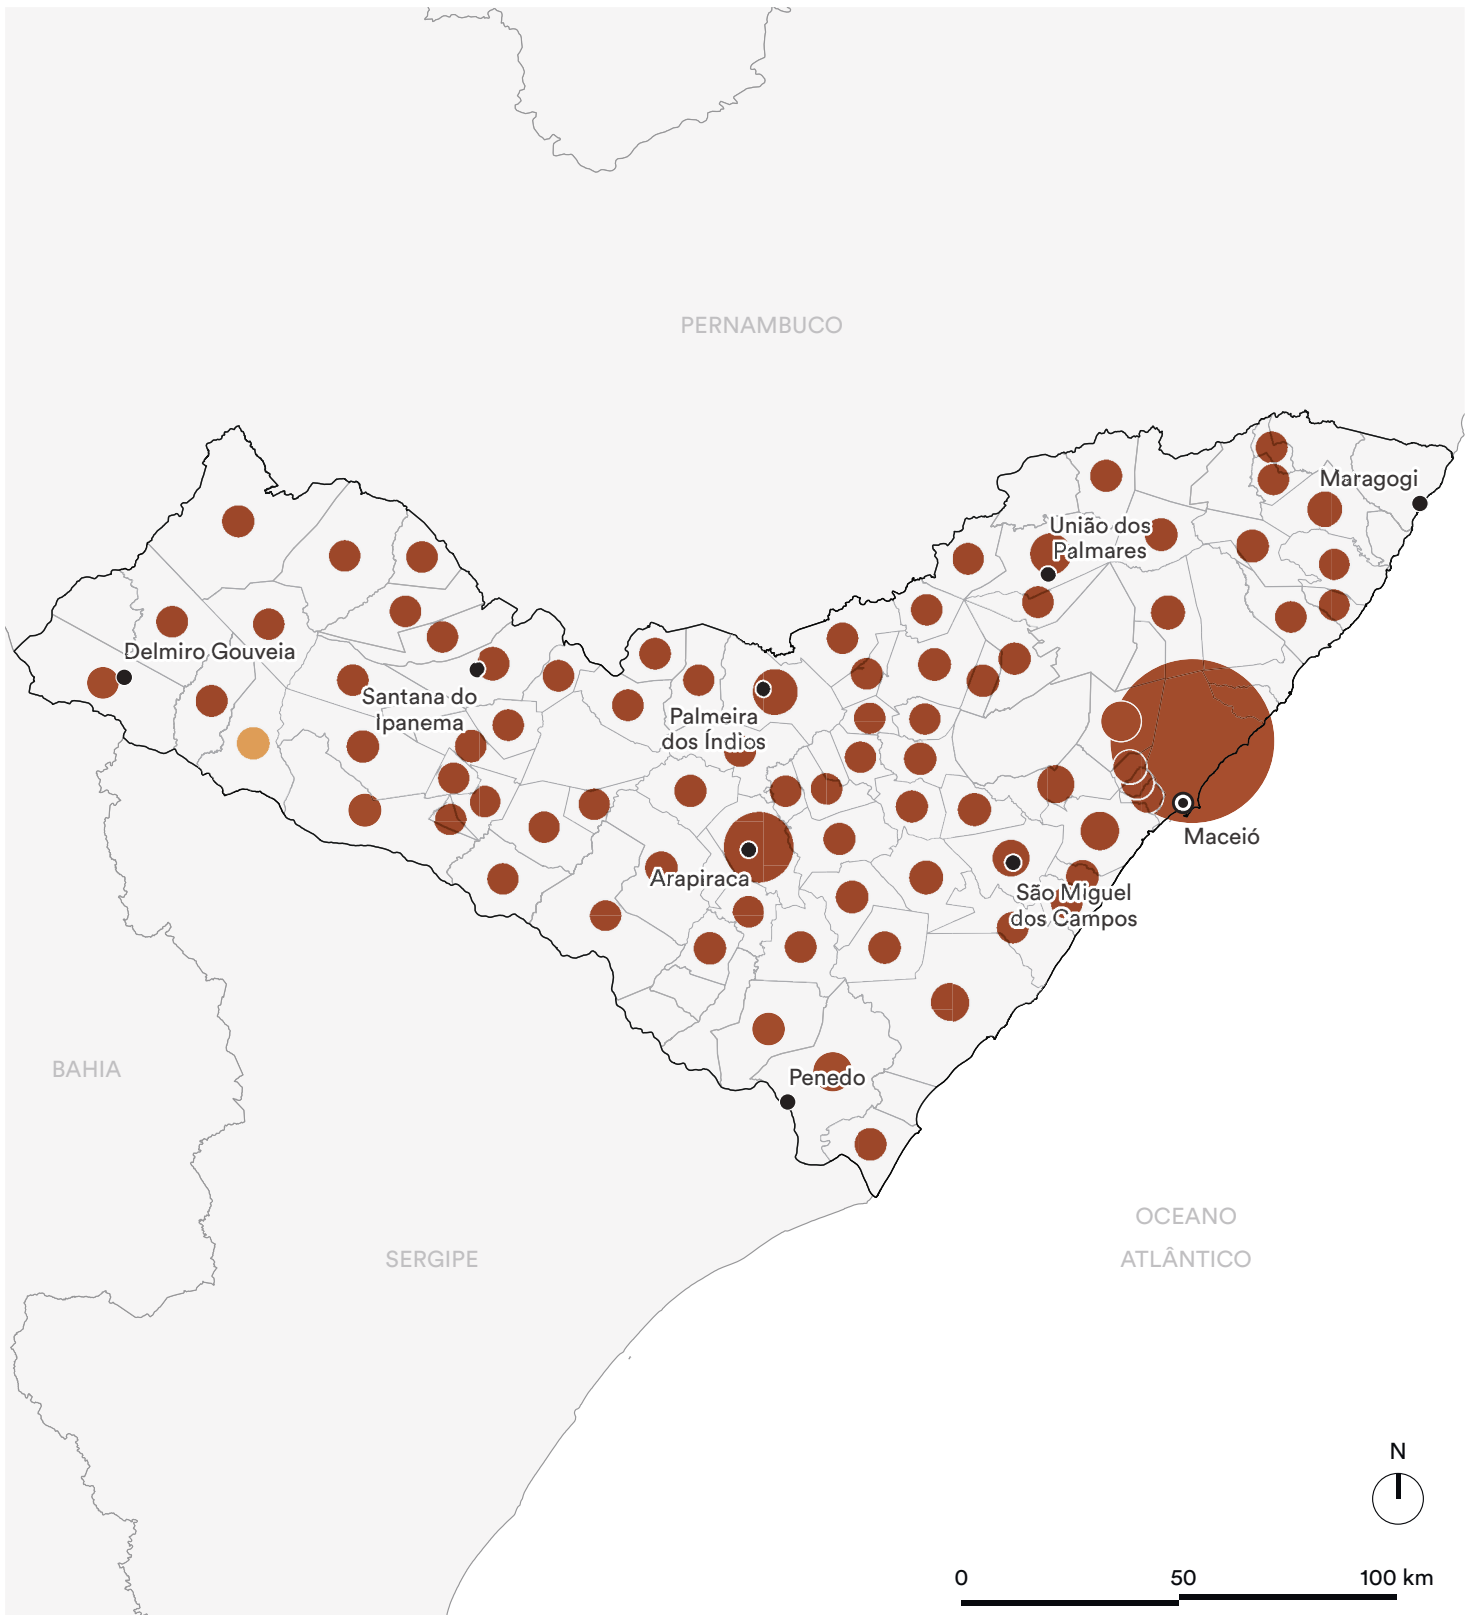 PERNAMBUCO
Maragogi
União dos
Palmares
Delmiro Gouveia
Santana do
Ipanema
Palmeira
dos Índios
Maceió
Arapiraca
São Miguel
dos Campos
Penedo
BAHIA
OCEANO
ATLÂNTICO
SERGIPE
N
0 50 100 km